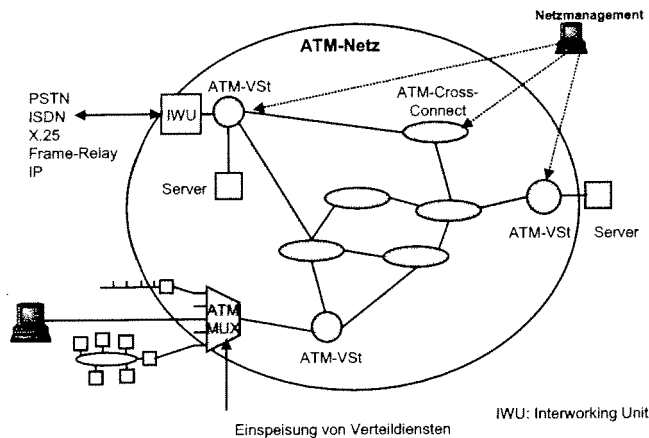 Netzmanagement
ATM-Netz
ATM-VSt
ATM-Cross-
Connect
PSTN
ISDN
X.25
Frame-Relay
IP
IWU
Server
ATM-VSt
Server
ATM
MUX
ATM-VSt
Einspeisung von Verteildiensten
IWU: Interworking Unit